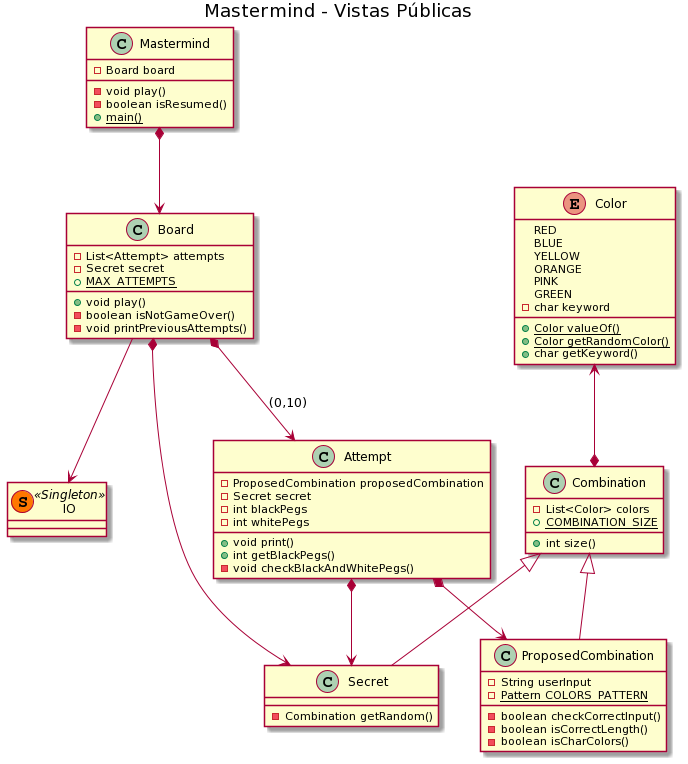 Mastermind - Vistas Públicas
C Mastermind
Board board
void play()
boolean isResumed()
main()
C Board
List<Attempt> attempts
Secret secret
MAX_ATTEMPTS
void play()
boolean isNotGameOver()
void printPreviousAttempts()
E Color
RED
BLUE
YELLOW
ORANGE
PINK
GREEN
char keyword
Color valueOf()
Color getRandomColor()
char getKeyword()
(0,10)
S «Singleton»
IO
C Attempt
ProposedCombination proposedCombination
Secret secret
int blackPegs
int whitePegs
void print()
int getBlackPegs()
void checkBlackAndWhitePegs()
C Combination
List<Color> colors
COMBINATION_SIZE
int size()
C Secret
Combination getRandom()
C ProposedCombination
String userInput
Pattern COLORS_PATTERN
boolean checkCorrectInput()
boolean isCorrectLength()
boolean isCharColors()